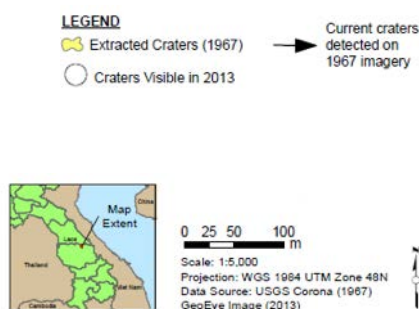 LEGEND
Extracted Craters (1967)
Craters Visible in 2013
Current craters
detected on
1967 imagery
China
Map
Extent
Laos
Thailand
Viet Nam
Cambodia
0 25 50 100
m
Scale: 1:5,000
Projection: WGS 1984 UTM Zone 48N
Data Source: USGS Corona (1967)
GeoEye Image (2013)